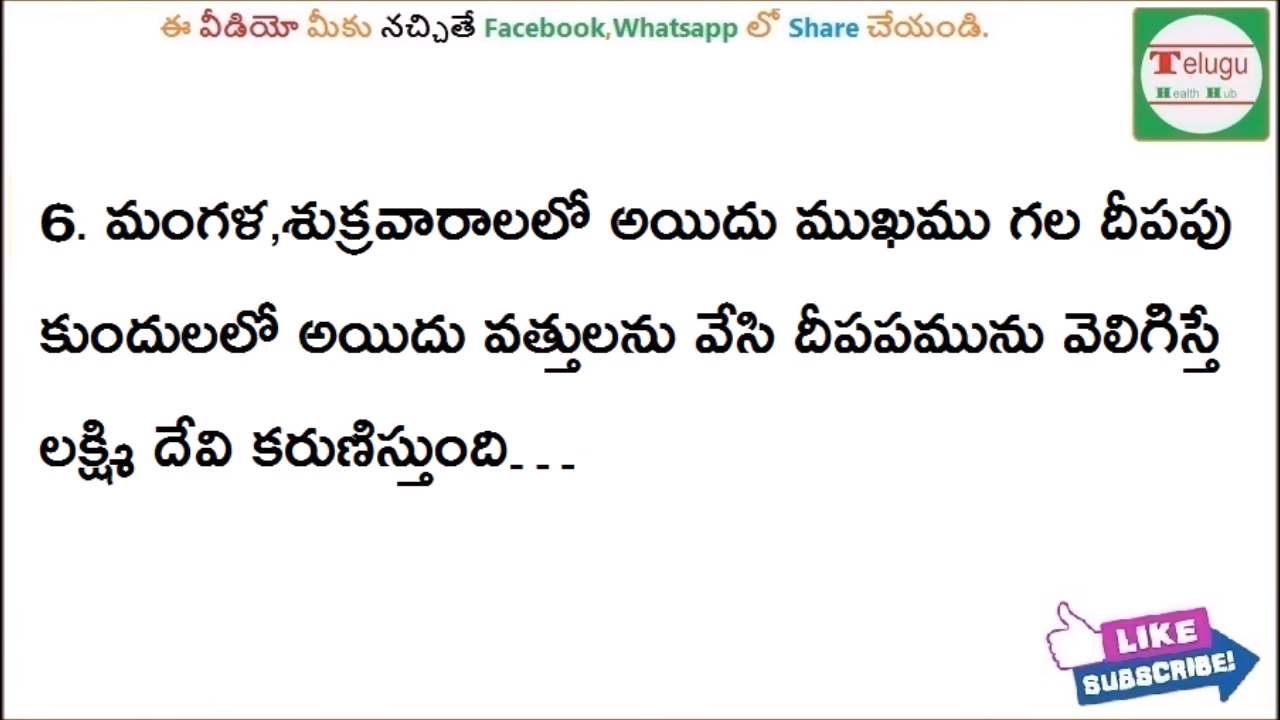 ఈ వీడియో మీకు నచ్చితే Facebook,Whatsapp లో Share చేయండి.
Telugu
Health Hub
6. మంగళ,శుక్రవారాలలో అయిదు ముఖము గల దీపపు
కుందులలో అయిదు వత్తులను వేసి దీపపమును వెలిగిస్తే
లక్ష్మి దేవి కరుణిస్తుంది---
LIKE
SUBSCRIBE!